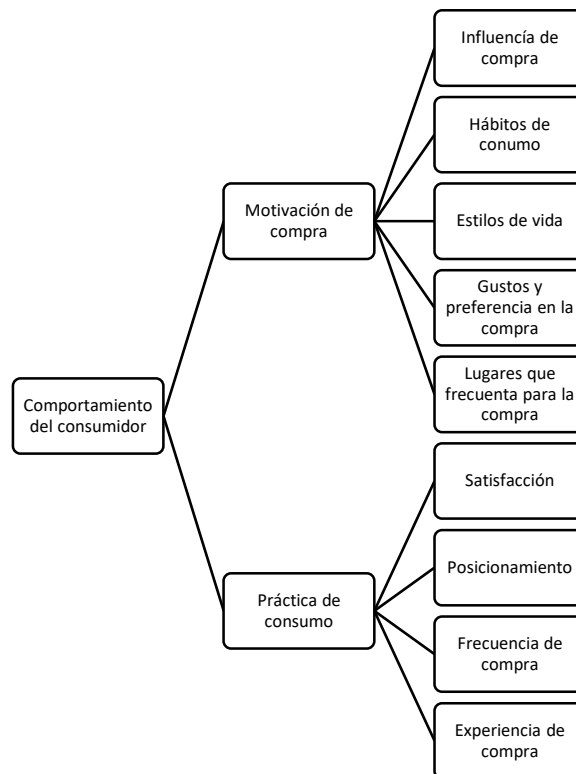 Influencía de
compra
Hábitos de
conumo
Motivación de
compra
Estilos de vida
Gustos y
preferencia en la
compra
Lugares que
frecuenta para la
compra
Comportamiento
del consumidor
Satisfacción
Posicionamiento
Práctica de
consumo
Frecuencia de
compra
Experiencia de
compra